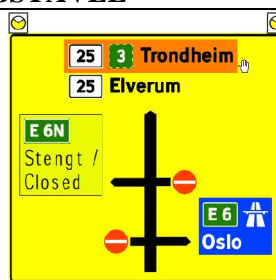 25 3 Trondheim
25 Elverum
E 6N
Stengt /
Closed
E 6
Oslo